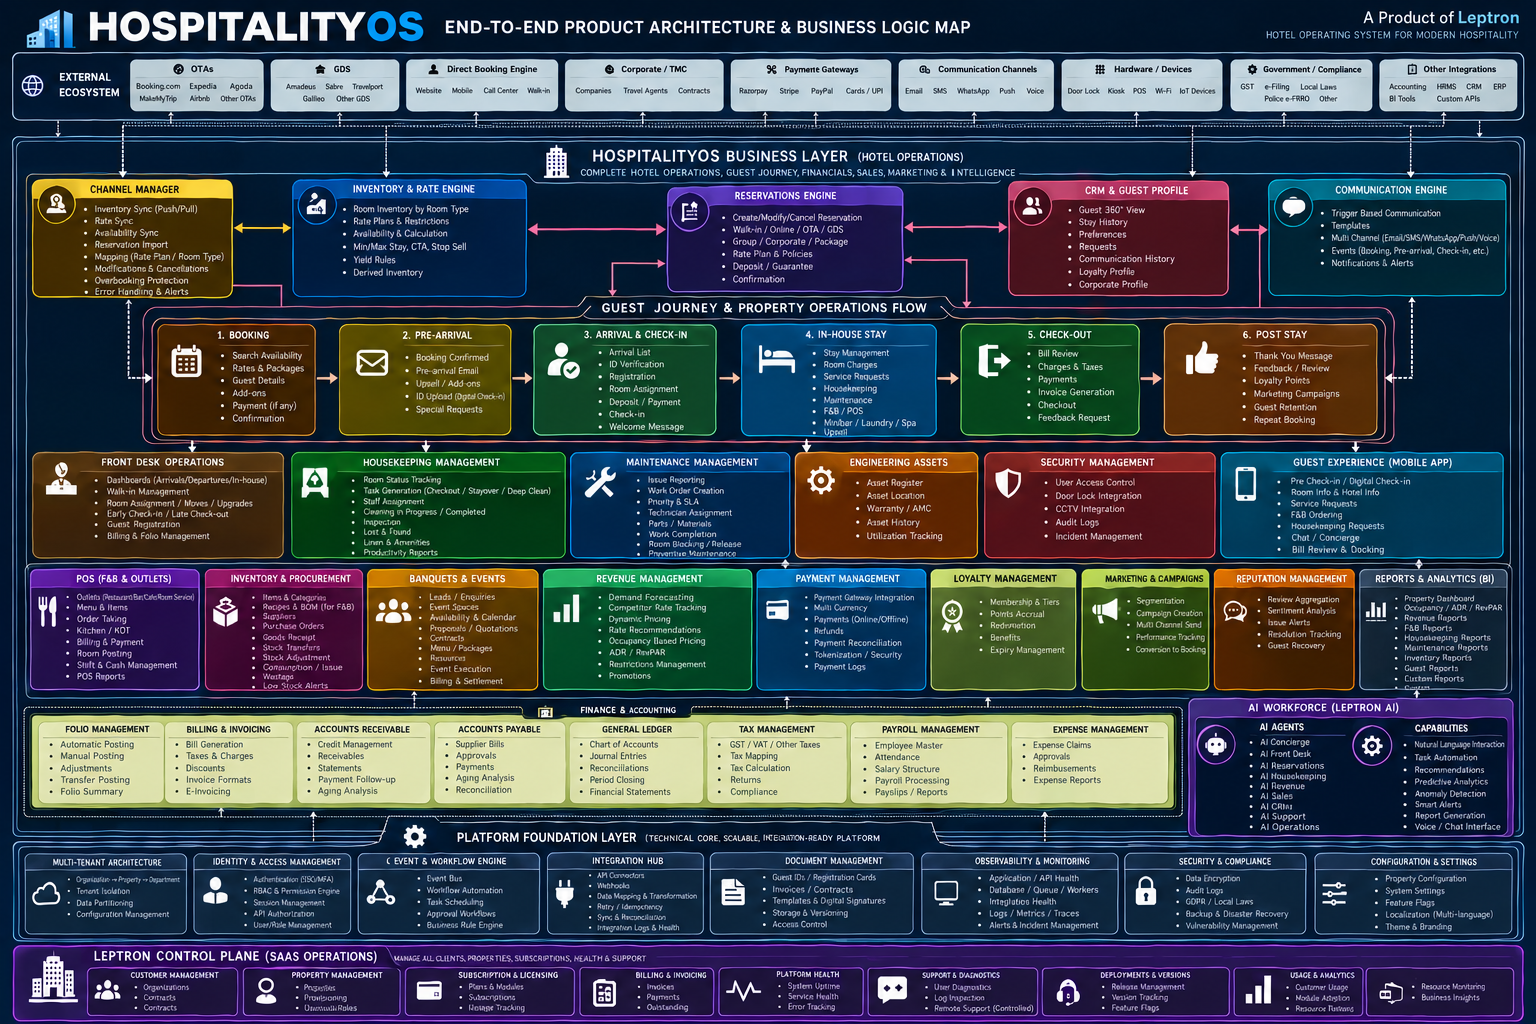 HOSPITALITYOS
END-TO-END PRODUCT ARCHITECTURE & BUSINESS LOGIC MAP
A Product of Leptron
HOTEL OPERATING SYSTEM FOR MODERN HOSPITALITY
EXTERNAL
ECOSYSTEM
OTAs
Booking.com Expedia Agoda
MakeMyTrip Airbnb Other OTAs
GDS
Amadeus Sabre Travelport
Galileo Other GDS
Direct Booking Engine
Website Mobile Call Center Walk-in
Corporate / TMC
Companies Travel Agents Contracts
Payment Gateways
Razorpay Stripe PayPal Cards / UPI
Communication Channels
Email SMS WhatsApp Push Voice
Hardware / Devices
Door Lock Kiosk POS Wi-Fi IoT Devices
Government / Compliance
GST e-Filing Local Laws
Police e-FRRO Other
Other Integrations
Accounting HRMS CRM ERP
BI Tools Custom APIs
HOSPITALITYOS BUSINESS LAYER (HOTEL OPERATIONS)
COMPLETE HOTEL OPERATIONS, GUEST JOURNEY, FINANCIALS, SALES, MARKETING & INTELLIGENCE
CHANNEL MANAGER
• Inventory Sync (Push/Pull)
• Rate Sync
• Availability Sync
• Reservation Import
• Mapping (Rate Plan / Room Type)
• Modifications & Cancellations
• Overbooking Protection
• Error Handling & Alerts
INVENTORY & RATE ENGINE
• Room Inventory by Room Type
• Rate Plans & Restrictions
• Availability & Calculation
• Min/Max Stay, CTA, Stop Sell
• Yield Rules
• Derived Inventory
RESERVATIONS ENGINE
• Create/Modify/Cancel Reservation
• Walk-in / Online / OTA / GDS
• Group / Corporate / Package
• Rate Plan & Policies
• Deposit / Guarantee
• Confirmation
CRM & GUEST PROFILE
• Guest 360° View
• Stay History
• Preferences
• Requests
• Communication History
• Loyalty Profile
• Corporate Profile
COMMUNICATION ENGINE
• Trigger Based Communication
• Templates
• Multi Channel (Email/SMS/WhatsApp/Push/Voice)
• Events (Booking, Pre-arrival, Check-in, etc.)
• Notifications & Alerts
GUEST JOURNEY & PROPERTY OPERATIONS FLOW
1. BOOKING
• Search Availability
• Rates & Packages
• Guest Details
• Add-ons
• Payment (if any)
• Confirmation
2. PRE-ARRIVAL
• Booking Confirmed
• Pre-arrival Email
• Upsell / Add-ons
• ID Upload (Digital Check-in)
• Special Requests
3. ARRIVAL & CHECK-IN
• Arrival List
• ID Verification
• Registration
• Room Assignment
• Deposit / Payment
• Check-in
• Welcome Message
4. IN-HOUSE STAY
• Stay Management
• Room Charges
• Service Requests
• Housekeeping
• Maintenance
• F&B / POS
• Minibar / Laundry / Spa
• Upsell
5. CHECK-OUT
• Bill Review
• Charges & Taxes
• Payments
• Invoice Generation
• Checkout
• Feedback Request
6. POST STAY
• Thank You Message
• Feedback / Review
• Loyalty Points
• Marketing Campaigns
• Guest Retention
• Repeat Booking
FRONT DESK OPERATIONS
• Dashboards (Arrivals/Departures/In-house)
• Walk-in Management
• Room Assignment / Moves / Upgrades
• Early Check-in / Late Check-out
• Guest Registration
• Billing & Folio Management
HOUSEKEEPING MANAGEMENT
• Room Status Tracking
• Task Generation (Checkout / Stayover / Deep Clean)
• Staff Assignment
• Cleaning in Progress / Completed
• Inspection
• Lost & Found
• Linen & Amenities
• Productivity Reports
MAINTENANCE MANAGEMENT
• Issue Reporting
• Work Order Creation
• Priority & SLA
• Technician Assignment
• Parts / Materials
• Work Completion
• Room Blocking / Release
• Preventive Maintenance
ENGINEERING ASSETS
• Asset Register
• Asset Location
• Warranty / AMC
• Asset History
• Utilization Tracking
SECURITY MANAGEMENT
• User Access Control
• Door Lock Integration
• CCTV Integration
• Audit Logs
• Incident Management
GUEST EXPERIENCE (MOBILE APP)
• Pre Check-in / Digital Check-in
• Room Info & Hotel Info
• Service Requests
• F&B Ordering
• Housekeeping Requests
• Chat / Concierge
• Bill Review &
POS (F&B & OUTLETS)
• Outlets (Restaurant/Bar/Cafe/Room Service)
• Menu & Items
• Order Taking
• Kitchen / KOT
• Billing & Payment
• Room Posting
• Shift & Cash Management
• POS Reports
INVENTORY & PROCUREMENT
• Items & Categories
• Recipes & BOM (for F&B)
• Suppliers
• Purchase Orders
• Goods Receipt
• Stock Transfers
• Stock Adjustment
• Consumption / Issue
• Wastage
• Low Stock Alerts
BANQUETS & EVENTS
• Leads / Enquiries
• Event Spaces
• Availability & Calendar
• Proposals / Quotations
• Contracts
• Menu / Packages
• Resources
• Event Execution
• Billing & Settlement
REVENUE MANAGEMENT
• Demand Forecasting
• Competitor Rate Tracking
• Dynamic Pricing
• Rate Recommendations
• Occupancy Based Pricing
• ADR / RevPAR
• Restrictions Management
• Promotions
PAYMENT MANAGEMENT
• Payment Gateway Integration
• Multi Currency
• Payments (Online/Offline)
• Refunds
• Payment Reconciliation
• Tokenization / Security
• Payment Logs
LOYALTY MANAGEMENT
• Membership & Tiers
• Points Accrual
• Redemption
• Benefits
• Expiry Management
MARKETING & CAMPAIGNS
• Segmentation
• Campaign Creation
• Multi Channel Send
• Performance Tracking
• Conversion to Booking
REPUTATION MANAGEMENT
• Review Aggregation
• Sentiment Analysis
• Issue Alerts
• Resolution Tracking
• Guest Recovery
REPORTS & ANALYTICS (BI)
• Property Dashboard
• Occupancy / ADR / RevPAR
• Revenue Reports
• F&B Reports
• Housekeeping Reports
• Maintenance Reports
• Inventory Reports
• Guest Reports
• Custom Reports
FINANCE & ACCOUNTING
FOLIO MANAGEMENT
• Automatic Posting
• Manual Posting
• Adjustments
• Transfer Posting
• Folio Summary
BILLING & INVOICING
• Bill Generation
• Taxes & Charges
• Discounts
• Invoice Formats
• E-Invoicing
ACCOUNTS RECEIVABLE
• Credit Management
• Receivables
• Statements
• Payment Follow-up
• Aging Analysis
ACCOUNTS PAYABLE
• Supplier Bills
• Approvals
• Payments
• Aging Analysis
• Reconciliation
GENERAL LEDGER
• Chart of Accounts
• Journal Entries
• Reconciliations
• Period Closing
• Financial Statements
TAX MANAGEMENT
• GST / VAT / Other Taxes
• Tax Mapping
• Tax Calculation
• Returns
• Compliance
PAYROLL MANAGEMENT
• Employee Master
• Attendance
• Salary Structure
• Payroll Processing
• Payslips / Reports
EXPENSE MANAGEMENT
• Expense Claims
• Approvals
• Reimbursements
• Expense Reports
AI WORKFORCE (LEPTRON AI)
AI AGENTS
• AI Concierge
• AI Front Desk
• AI Reservations
• AI Housekeeping
• AI Revenue
• AI Sales
• AI
• AI Support
• AI Operations
CAPABILITIES
• Natural Language Interaction
• Task Automation
• Recommendations
• Predictive Analytics
• Anomaly Detection
• Smart Alerts
• Report Generation
• Voice / Chat Interface
PLATFORM FOUNDATION LAYER (TECHNICAL CORE, SCALABLE, INTEGRATION-READY PLATFORM
MULTI-TENANT ARCHITECTURE
• Organization → Property → Department
• Tenant Isolation
• Data Partitioning
• Configuration Management
IDENTITY & ACCESS MANAGEMENT
• Authentication (SSO/MFA)
• RBAC & Permission Engine
• Session Management
• API Authorization
• User/Role Management
( EVENT & WORKFLOW ENGINE
• Event Bus
• Workflow Automation
• Task Scheduling
• Approval Workflows
• Business Rule Engine
INTEGRATION HUB
• API Connectors
• Webhooks
• Data Mapping & Transformation
• Retry / Idempotency
• Sync & Reconciliation
• Integration Logs & Health
DOCUMENT MANAGEMENT
• Guest IDs / Registration Cards
• Invoices / Contracts
• Templates & Digital Signatures
• Storage & Versioning
• Access Control
OBSERVABILITY & MONITORING
• Application / API Health
• Database / Queue / Workers
• Integration Health
• Logs / Metrics / Traces
• Alerts & Incident Management
SECURITY & COMPLIANCE
• Data Encryption
• Audit Logs
• GDPR / Local Laws
• Backup & Disaster Recovery
• Vulnerability Management
CONFIGURATION & SETTINGS
• Property Configuration
• System Settings
• Feature Flags
• Localization (Multi-language)
• Theme & Branding
LEPTRON CONTROL PLANE (SAAS OPERATIONS)
MANAGE ALL CLIENTS, PROPERTIES, SUBSCRIPTIONS, HEALTH & SUPPORT
CUSTOMER MANAGEMENT
• Organizations
• Contracts
• Contracts
PROPERTY MANAGEMENT
• Properties
• Provisioning
SUBSCRIPTION & LICENSING
• Plans & Modules
• Subscriptions
• Usage Tracking
BILLING & INVOICING
• Invoices
• Payments
• Outstanding
PLATFORM HEALTH
• System Uptime
• Service Health
• Error Tracking
SUPPORT & DIAGNOSTICS
• User Diagnostics
• Log Inspection
• Remote Support (Controlled)
DEPLOYMENTS & VERSIONS
• Release Management
• Version Tracking
• Feature Flags
USAGE & ANALYTICS
• Customer Usage
• Module Adoption
• Resource
• Resource Monitoring
• Business Insights